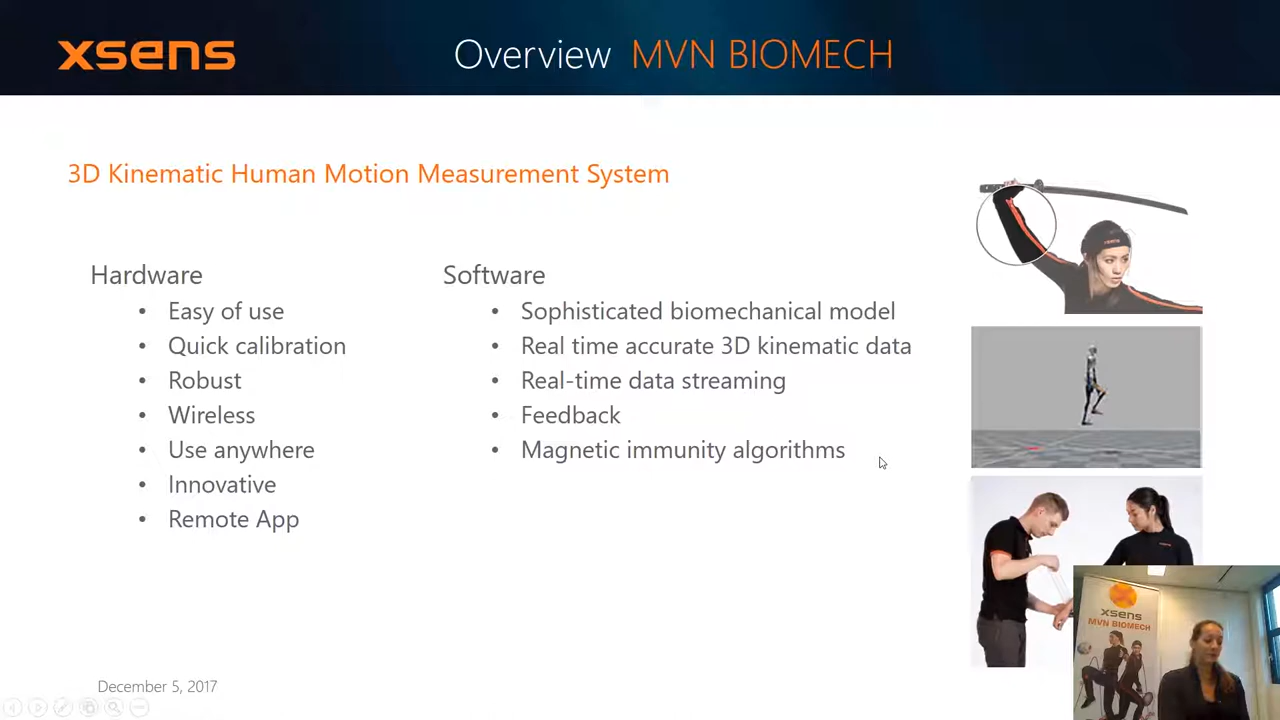 xsens
Overview MVN BIOMECH
3D Kinematic Human Motion Measurement System
Hardware
• Easy of use
• Quick calibration
• Robust
• Wireless
• Use anywhere
• Innovative
• Remote App
Software
• Sophisticated biomechanical model
• Real time accurate 3D kinematic data
• Real-time data streaming
• Feedback
• Magnetic immunity algorithms
xsens
MVN BIOMECH
December 5, 2017